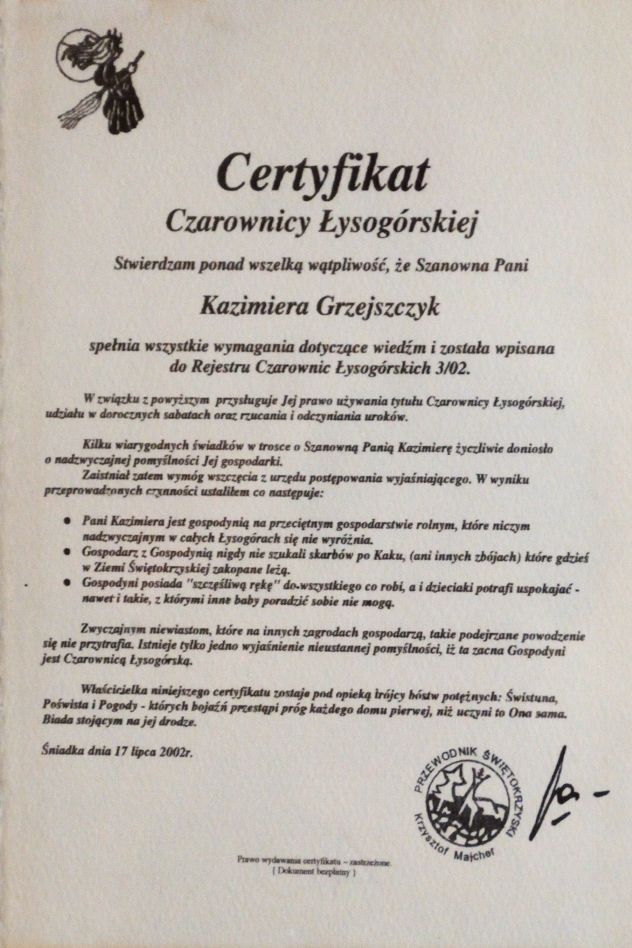 Certyfikat
Czarownicy Łysogórskiej
Stwierdzam ponad wszelką wątpliwość, że Szanowna Pani
Kazimiera Grzejszczyk
spełnia wszystkie wymagania dotyczące wiedźm i została wpisana
do Rejestru Czarownic Łysogórskich 3/02.
W związku z powyższym przysługuje Jej prawo używania tytułu Czarownicy Łysogórskiej,
udziału w dorocznych sabatach oraz rzucania i odczyniania uroków.
Kilku wiarygodnych świadków w trosce o Szanowną Panią Kazimierę życzliwie doniosło
o nadzwyczajnej pomyślności Jej gospodarki.
Zaistniał zatem wymóg wszczęcia z urzędu postępowania wyjaśniającego. W wyniku
przeprowadzonych czynności ustaliłem co następuje:
● Pani Kazimiera jest gospodynią na przeciętnym gospodarstwie rolnym, które niczym
nadzwyczajnym w całych Łysogórach się nie wyróżnia.
● Gospodarz z Gospodynią nigdy nie szukali skarbów po Kaku, (ani innych zbójach) które gdzieś
w Ziemi Świętokrzyskiej zakopane leżą.
● Gospodyni posiada "szczęśliwą rękę" do wszystkiego co robi, a i dzieciaki potrafi uspokajać -
nawet i takie, z którymi inne baby poradzić sobie nie mogą.
Zwyczajnym niewiastom, które na innych zagrodach gospodarzą, takie podejrzane powodzenie
się nie przytrafia. Istnieje tylko jedno wyjaśnienie nieustannej pomyślności, iż ta zacna Gospodyni
jest Czarownicą Łysogórską.
Właścicielka niniejszego certyfikatu zostaje pod opieką trójcy bóstw potężnych: Świstuna,
Pośwista i Pogody - których bojaźń przestąpi próg każdego domu pierwej, niż uczyni to Ona sama.
Biada stojącym na jej drodze.
Śniadka dnia 17 lipca 2002r.
PRZEWODNIK ŚWIĘTOKRZYSKI
Krzysztof Majcher
Prawo wydawania certyfikatu – zastrzeżone.
( Dokument bezpłatny )